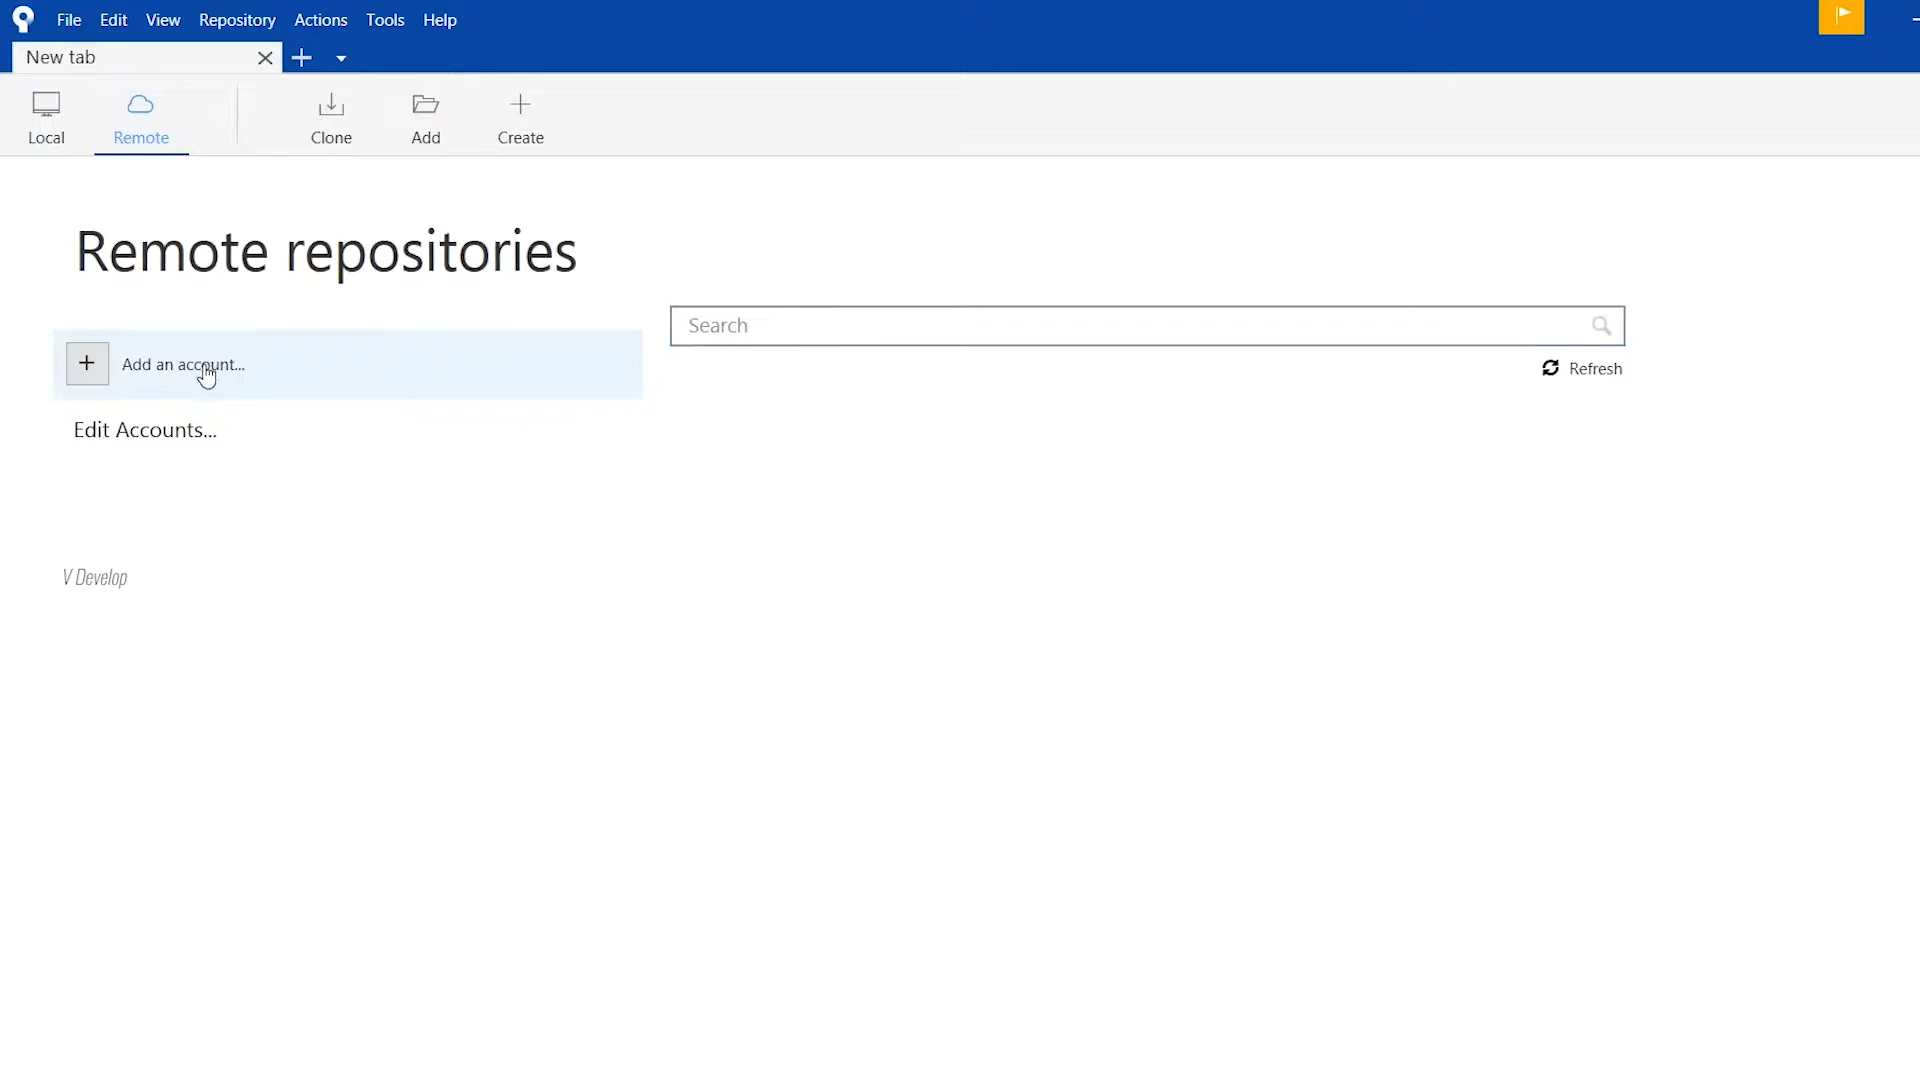 File Edit View Repository Actions Tools Help
New tab
Local Remote Clone Add Create
Remote repositories
Search
Add an account...
Refresh
Edit Accounts...
V Develop